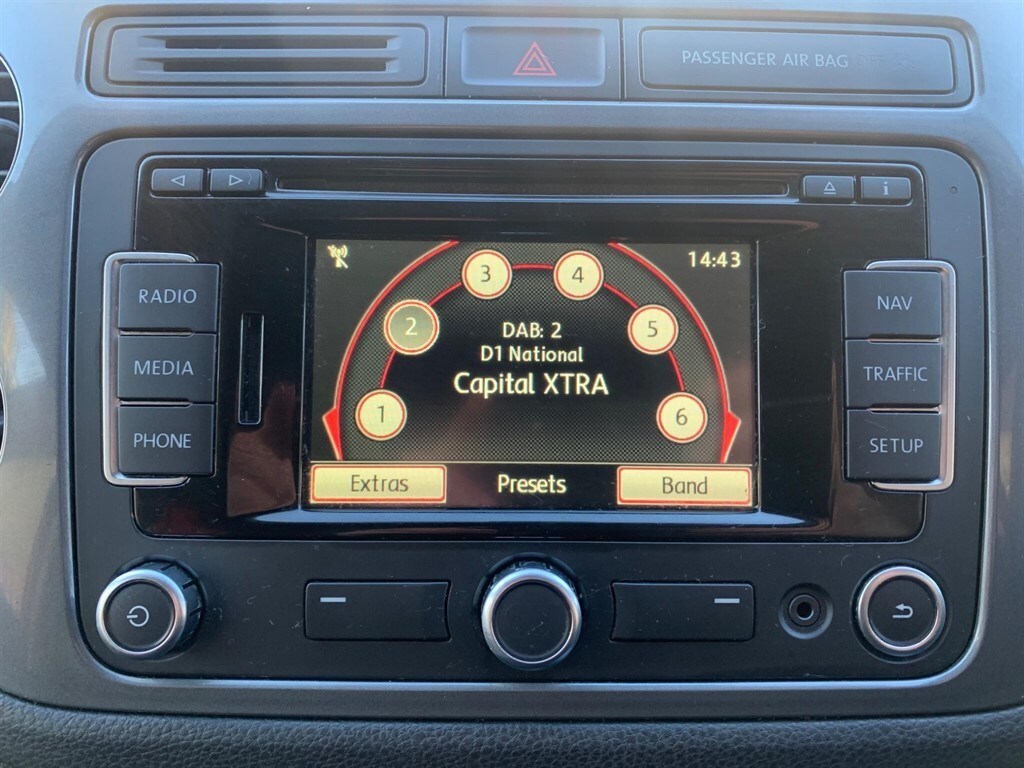 PASSENGER AIR BAG
RADIO
MEDIA
PHONE
14:43
1
2
3
4
5
6
DAB: 2
D1 National
Capital XTRA
Extras
Presets
Band
NAV
TRAFFIC
SETUP
i